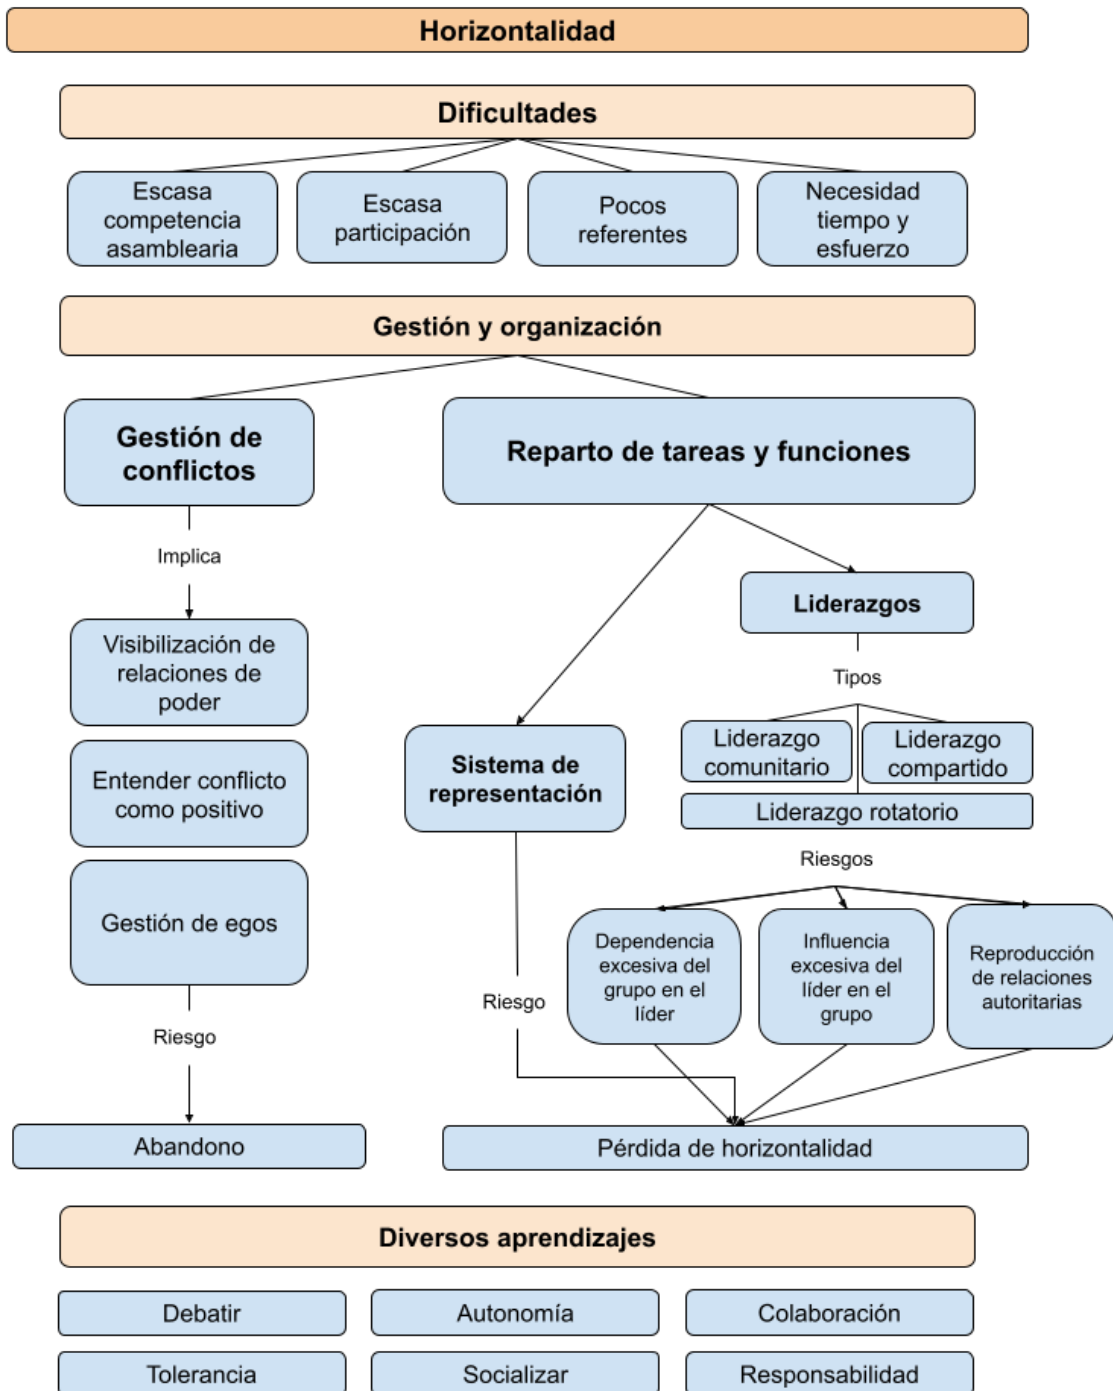 Horizontalidad
Dificultades
Escasa
competencia
asamblearia
Escasa
participación
Pocos
referentes
Necesidad
tiempo y
esfuerzo
Gestión y organización
Gestión de
conflictos
Reparto de tareas y funciones
Implica
Visibilización de
relaciones de
poder
Entender conflicto
como positivo
Gestión de egos
Riesgo
Abandono
Sistema de
representación
Riesgo
Liderazgos
Tipos
Liderazgo
comunitario
Liderazgo
compartido
Liderazgo rotatorio
Riesgos
Dependencia
excesiva del
grupo en el
líder
Influencia
excesiva del
líder en el
grupo
Reproducción
de relaciones
autoritarias
Pérdida de horizontalidad
Diversos aprendizajes
Debatir
Autonomía
Colaboración
Tolerancia
Socializar
Responsabilidad